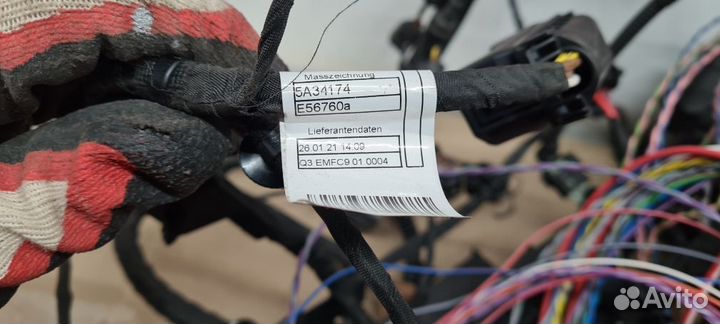 Masszeichnung
5A34174
E56760a
Lieferantendaten
26 01 21 14:09
Q3 EMFC9 01 0004
Avito